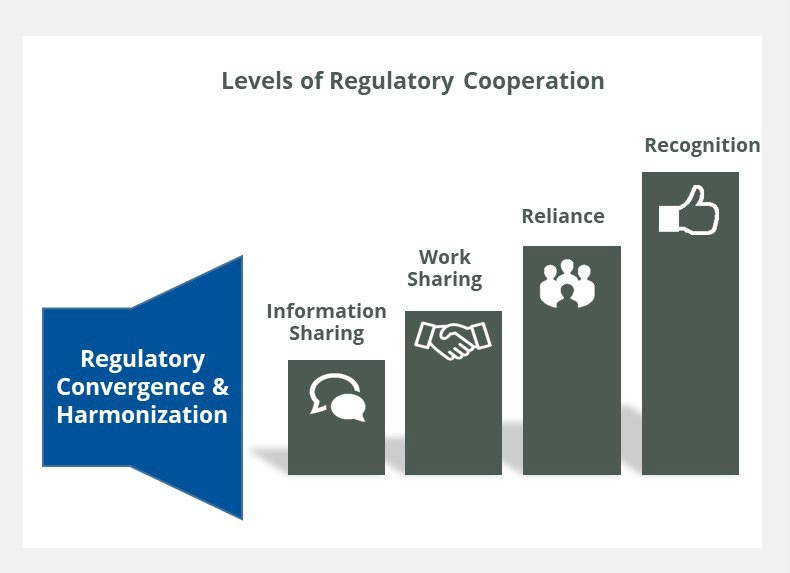 Levels of Regulatory Cooperation
Recognition
Reliance
Work
Sharing
Information
Sharing
Regulatory
Convergence &
Harmonization